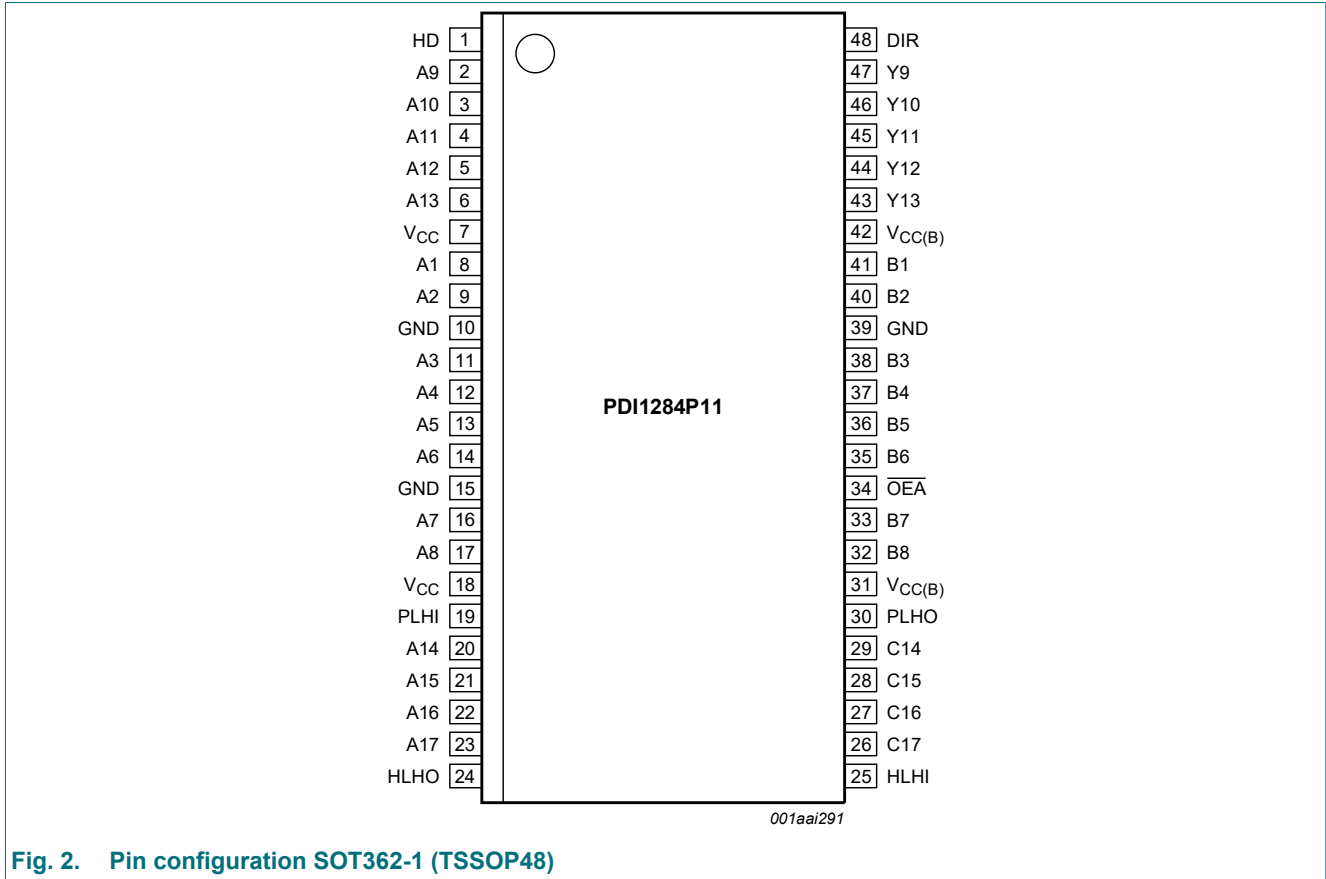 HD 1 48 DIR
A9 2 47 Y9
A10 3 46 Y10
A11 4 45 Y11
A12 5 44 Y12
A13 6 43 Y13
VCC 7 42 VCC(B)
A1 8 41 B1
A2 9 40 B2
GND 10 39 GND
A3 11 38 B3
A4 12 37 B4
PDI1284P11
A5 13 36 B5
A6 14 35 B6
GND 15 34 O̅E̅A̅
A7 16 33 B7
A8 17 32 B8
VCC 18 31 VCC(B)
PLHI 19 30 PLHO
A14 20 29 C14
A15 21 28 C15
A16 22 27 C16
A17 23 26 C17
HLHO 24 25 HLHI
001aai291
Fig. 2. Pin configuration SOT362-1 (TSSOP48)